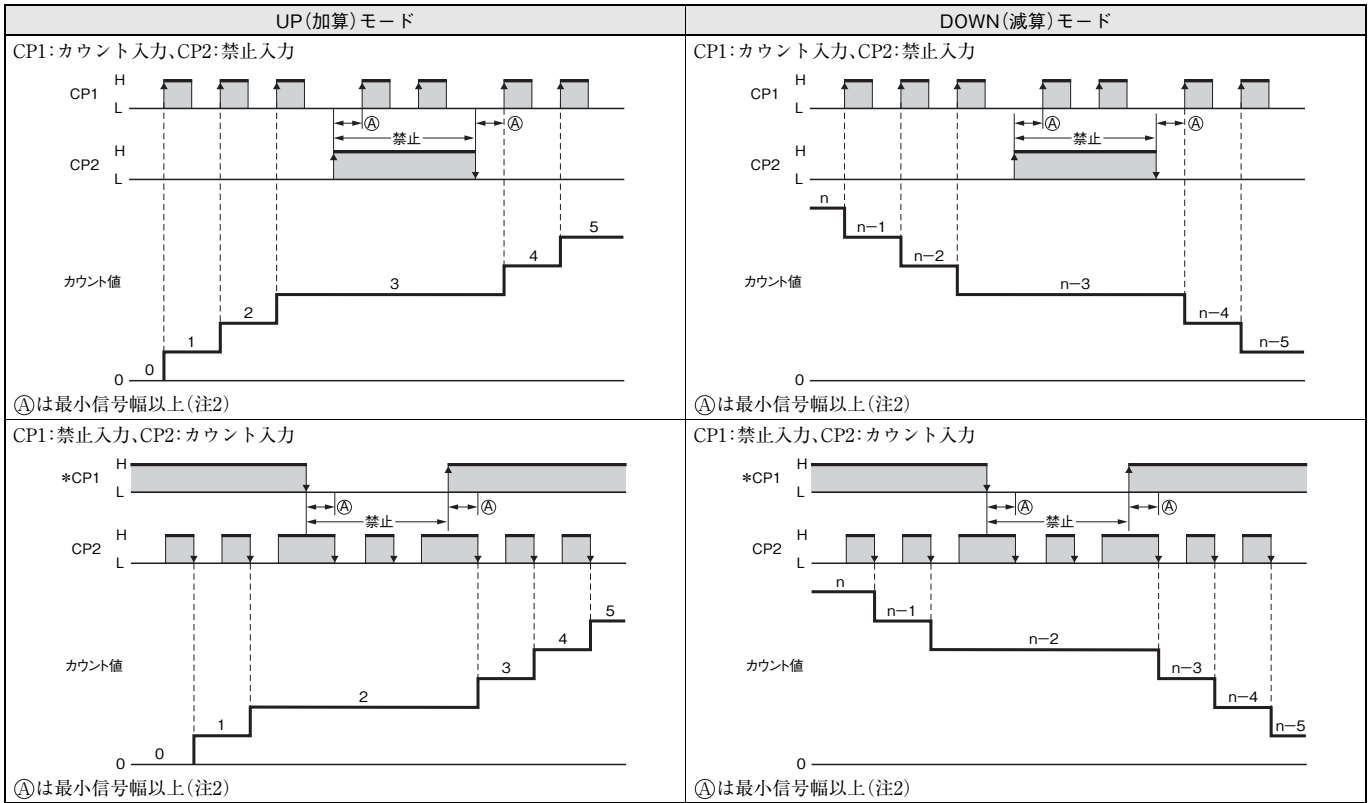 UP(加算)モード
DOWN(減算)モード
CP1:カウント入力、CP2:禁止入力
CP1
H
L
Ⓐ
Ⓐ
禁止
CP2
H
L
カウント値
0
0
1
2
3
4
5
Ⓐは最小信号幅以上(注2)
CP1:カウント入力、CP2:禁止入力
CP1
H
L
Ⓐ
Ⓐ
禁止
CP2
H
L
カウント値
n
n−1
n−2
n−3
n−4
n−5
0
Ⓐは最小信号幅以上(注2)
CP1:禁止入力、CP2:カウント入力
*CP1
H
L
Ⓐ
Ⓐ
禁止
CP2
H
L
カウント値
0
0
1
2
3
4
5
Ⓐは最小信号幅以上(注2)
CP1:禁止入力、CP2:カウント入力
*CP1
H
L
Ⓐ
Ⓐ
禁止
CP2
H
L
カウント値
n
n−1
n−2
n−3
n−4
n−5
0
Ⓐは最小信号幅以上(注2)